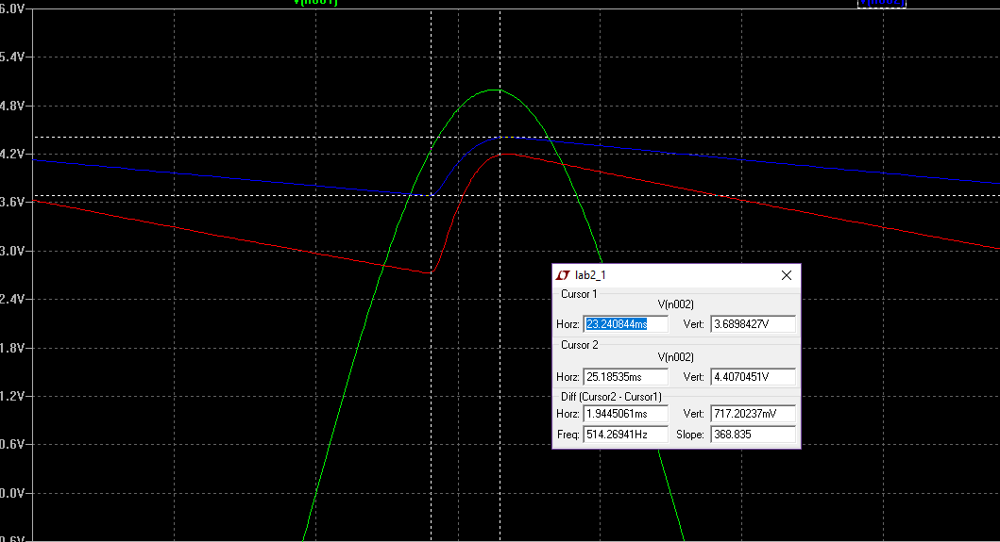 V(n001) V(n002)
6.0V
5.4V
4.8V
4.2V
3.6V
3.0V
2.4V
1.8V
1.2V
0.6V
0.0V
lab2_1
Cursor 1
V(n002)
Horz: 23.240844ms Vert: 3.6898427V
Cursor 2
V(n002)
Horz: 25.18535ms Vert: 4.4070451V
Diff (Cursor2 - Cursor1)
Horz: 1.9445061ms Vert: 717.20237mV
Freq: 514.26941Hz Slope: 368.835